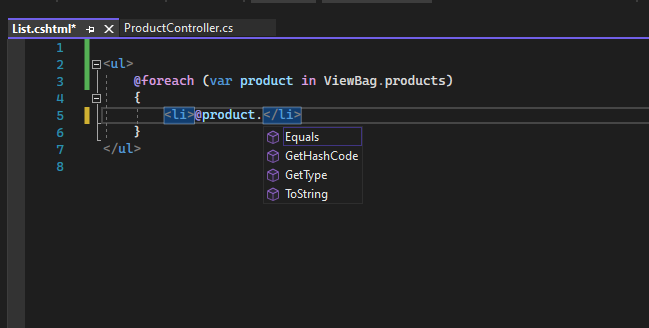 List.cshtml* ProductController.cs
1
2 <ul>
3 @foreach (var product in ViewBag.products)
4 {
5 <li>@product.</li>
6 }
7 </ul>
8
Equals
GetHashCode
GetType
ToString